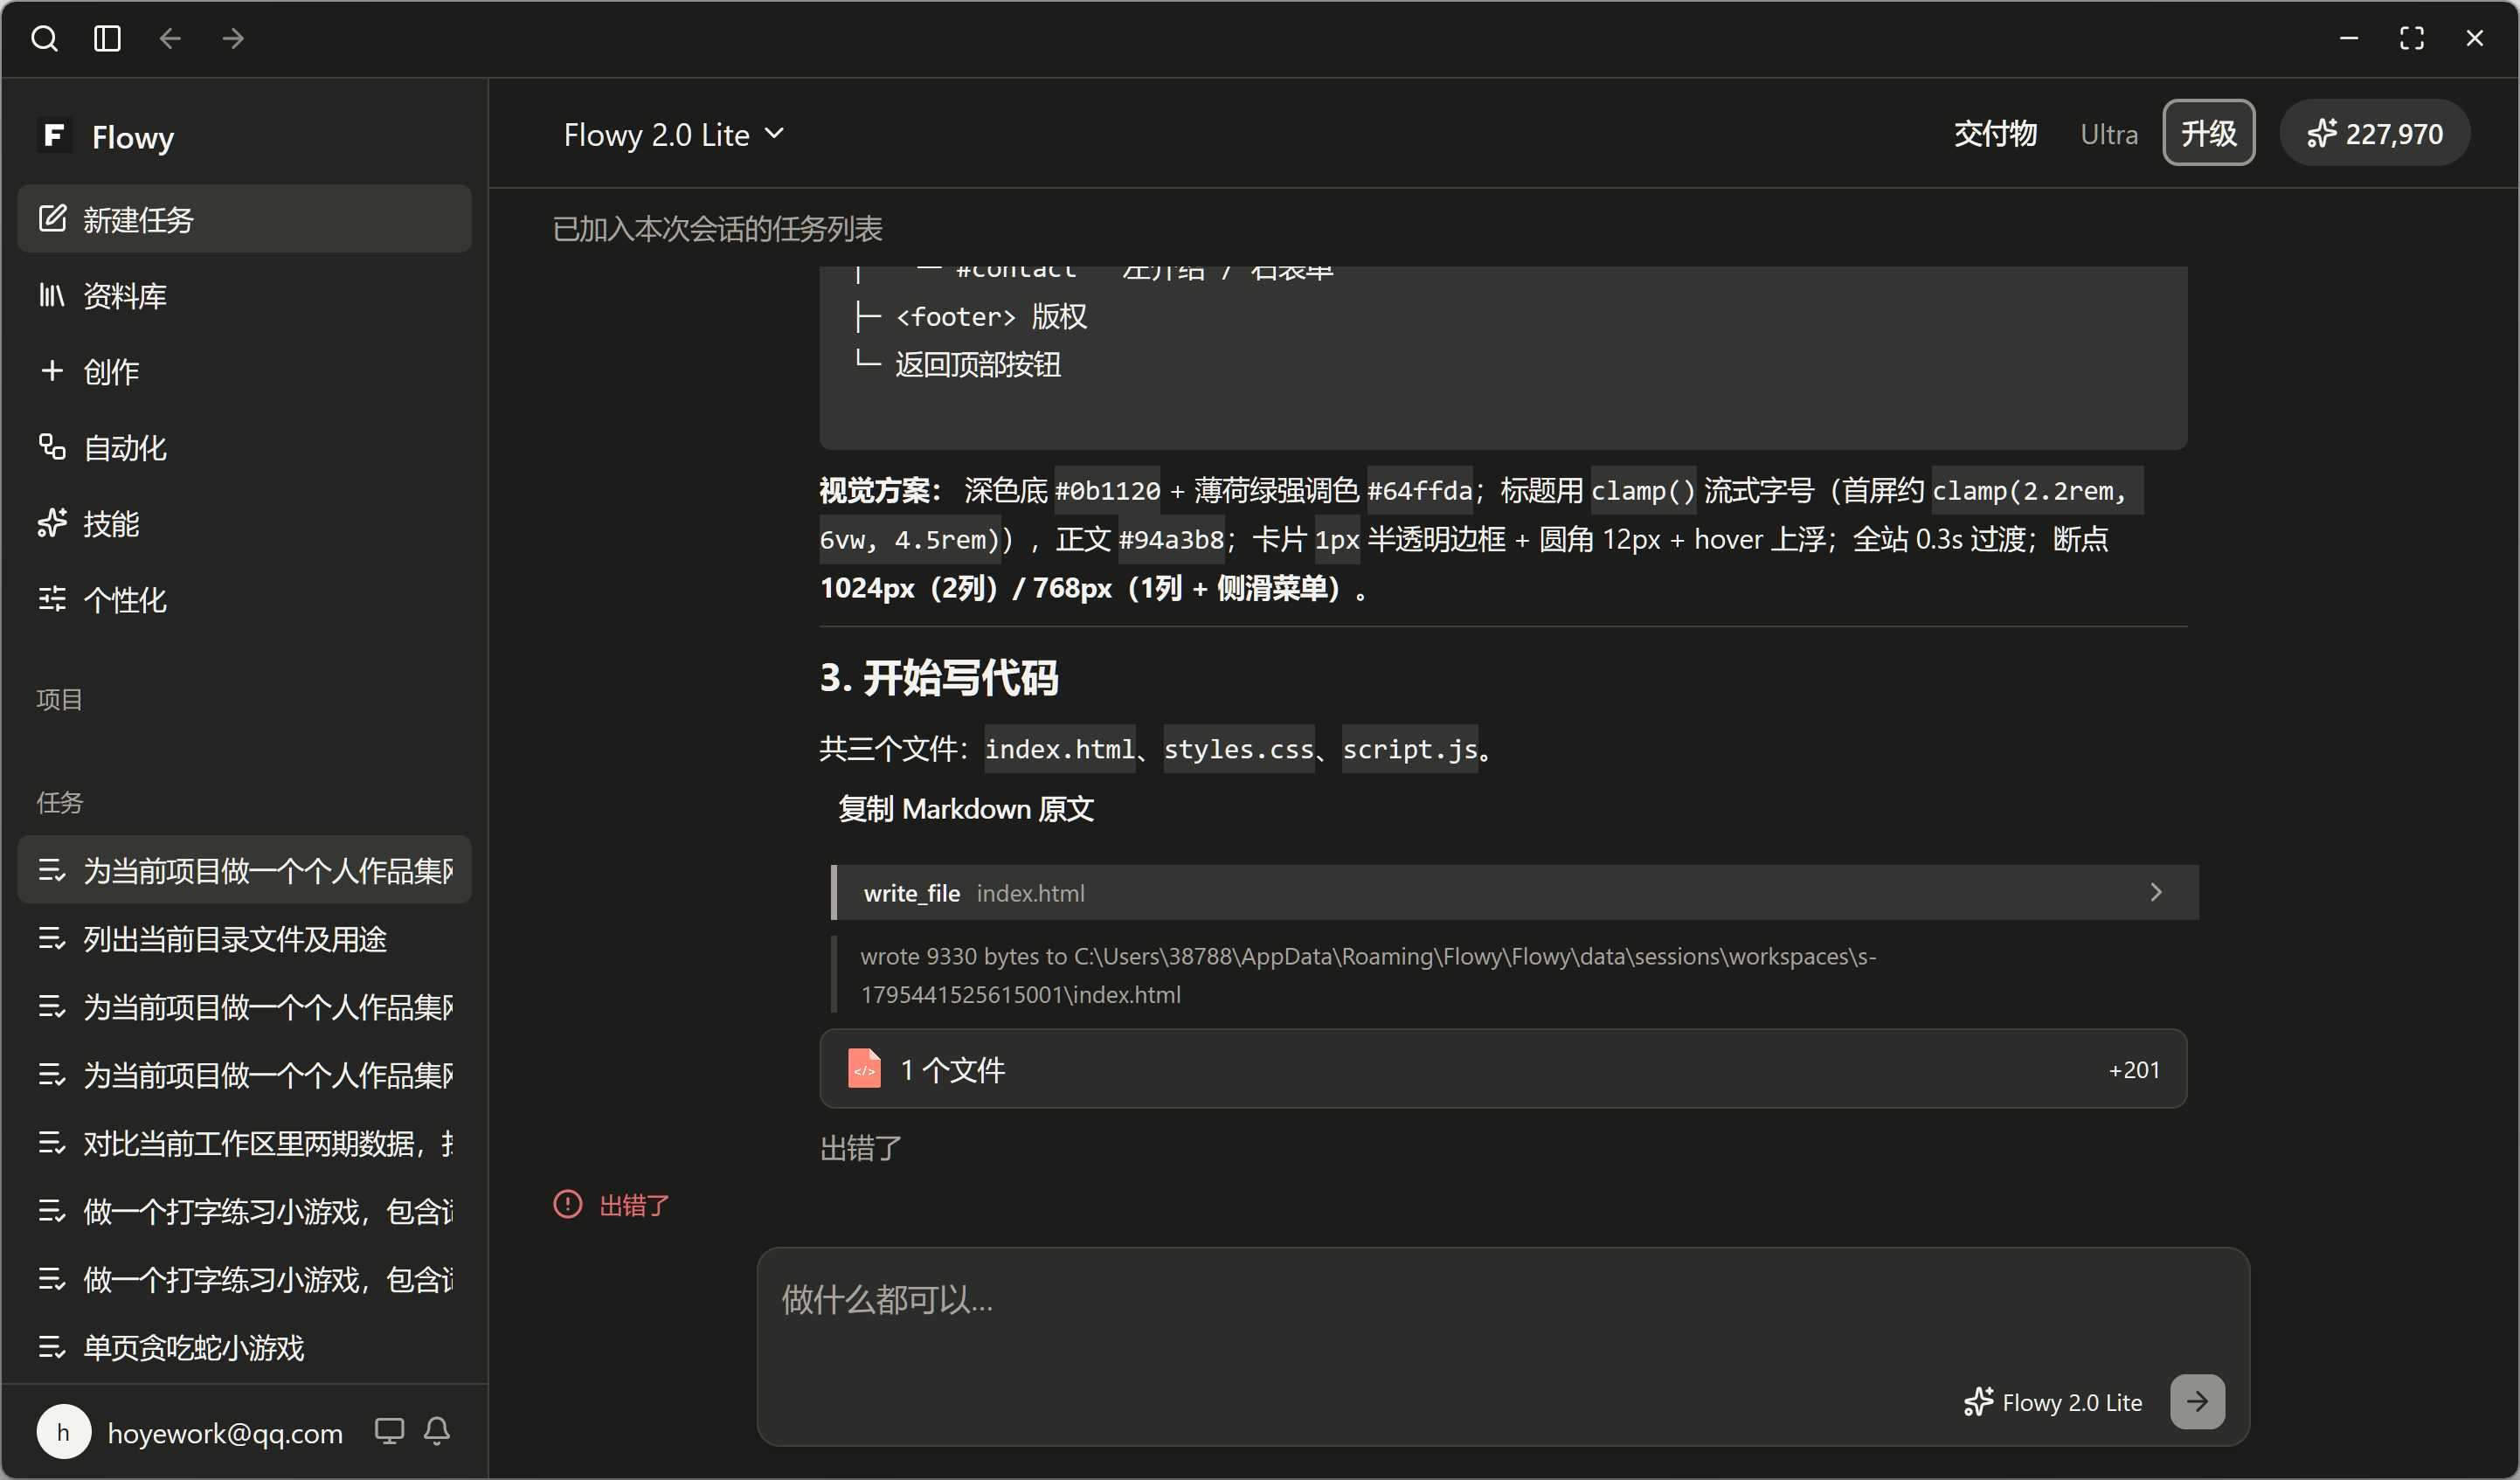 Flowy
新建任务
资料库
创作
自动化
技能
个性化
项目
任务
为当前项目做一个个人作品集
列出当前目录文件及用途
为当前项目做一个个人作品集
为当前项目做一个个人作品集
对比当前工作区里两期数据，
做一个打字练习小游戏，包含
做一个打字练习小游戏，包含
单页贪吃蛇小游戏
h hoyework@qq.com
Flowy 2.0 Lite
交付物 Ultra 升级 227,970
已加入本次会话的任务列表
└─ #contact 左介绍 / 右表单
├─ <footer> 版权
└─ 返回顶部按钮
视觉方案： 深色底 #0b1120 + 薄荷绿强调色 #64ffda；标题用 clamp() 流式字号（首屏约 clamp(2.2rem,
6vw, 4.5rem)），正文 #94a3b8；卡片 1px 半透明边框 + 圆角 12px + hover 上浮；全站 0.3s 过渡；断点
1024px（2列）/ 768px（1列 + 侧滑菜单）。
3. 开始写代码
共三个文件：index.html、styles.css、script.js。
复制 Markdown 原文
write_file index.html
wrote 9330 bytes to C:\Users\38788\AppData\Roaming\Flowy\Flowy\data\sessions\workspaces\s-
1795441525615001\index.html
1 个文件 +201
出错了
出错了
做什么都可以...
Flowy 2.0 Lite